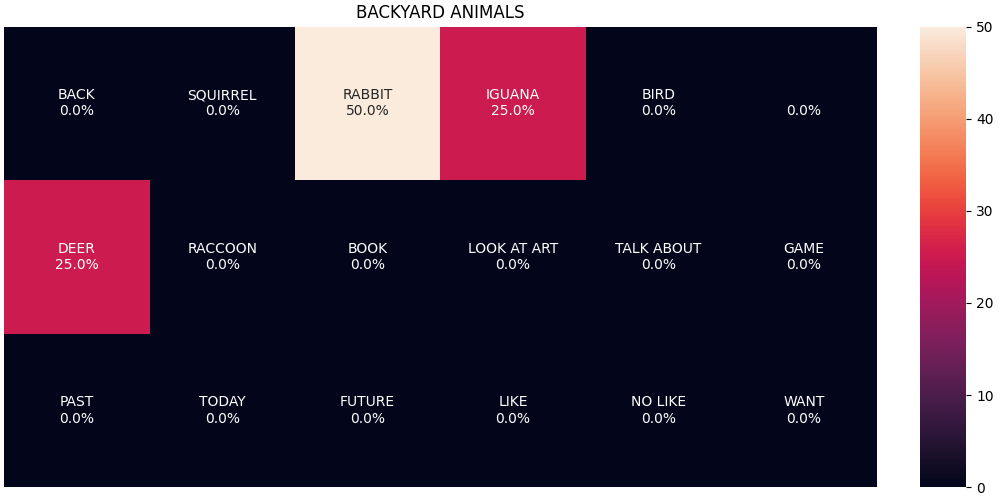 BACKYARD ANIMALS
BACK
0.0%
SQUIRREL
0.0%
RABBIT
50.0%
IGUANA
25.0%
BIRD
0.0%
0.0%
DEER
25.0%
RACCOON
0.0%
BOOK
0.0%
LOOK AT ART
0.0%
TALK ABOUT
0.0%
GAME
0.0%
PAST
0.0%
TODAY
0.0%
FUTURE
0.0%
LIKE
0.0%
NO LIKE
0.0%
WANT
0.0%
50
40
30
20
10
0